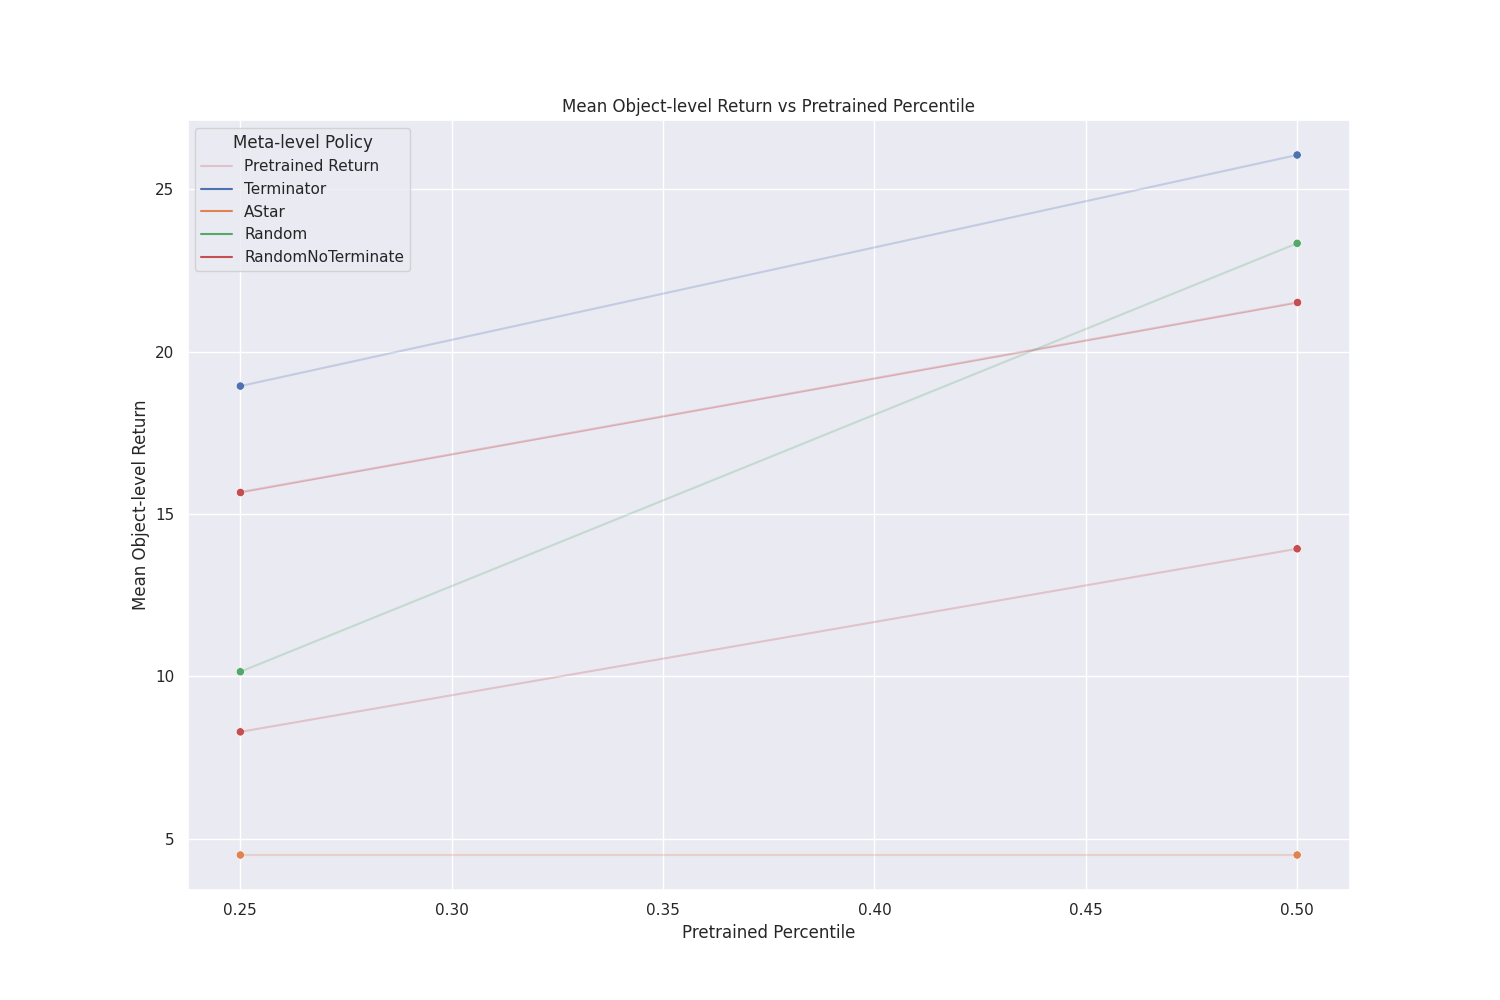 Mean Object-level Return vs Pretrained Percentile
Meta-level Policy
Pretrained Return
Terminator
AStar
Random
RandomNoTerminate
Mean Object-level Return
25
20
15
10
5
0.25 0.30 0.35 0.40 0.45 0.50
Pretrained Percentile